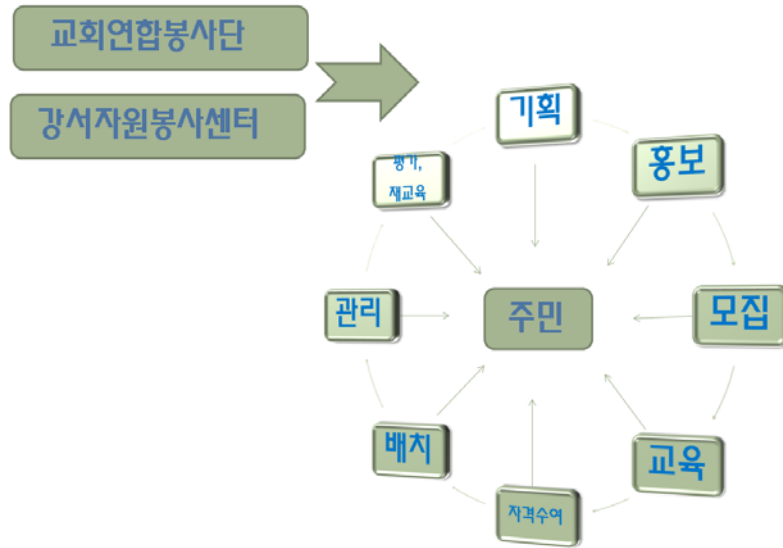 교회연합봉사단
강서자원봉사센터
기획
홍보
모집
교육
자격수여
배치
관리
평가,
재교육
주민